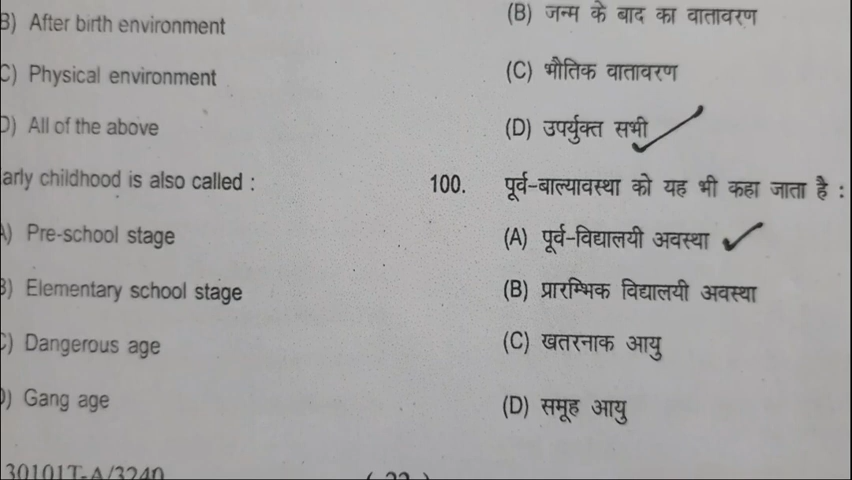 B) After birth environment
C) Physical environment
D) All of the above
arly childhood is also called :
A) Pre-school stage
B) Elementary school stage
C) Dangerous age
D) Gang age
30101T-A/3240
(B) जन्म के बाद का वातावरण
(C) भौतिक वातावरण
(D) उपर्युक्त सभी
100. पूर्व-बाल्यावस्था को यह भी कहा जाता है :
(A) पूर्व-विद्यालयी अवस्था
(B) प्रारम्भिक विद्यालयी अवस्था
(C) खतरनाक आयु
(D) समूह आयु